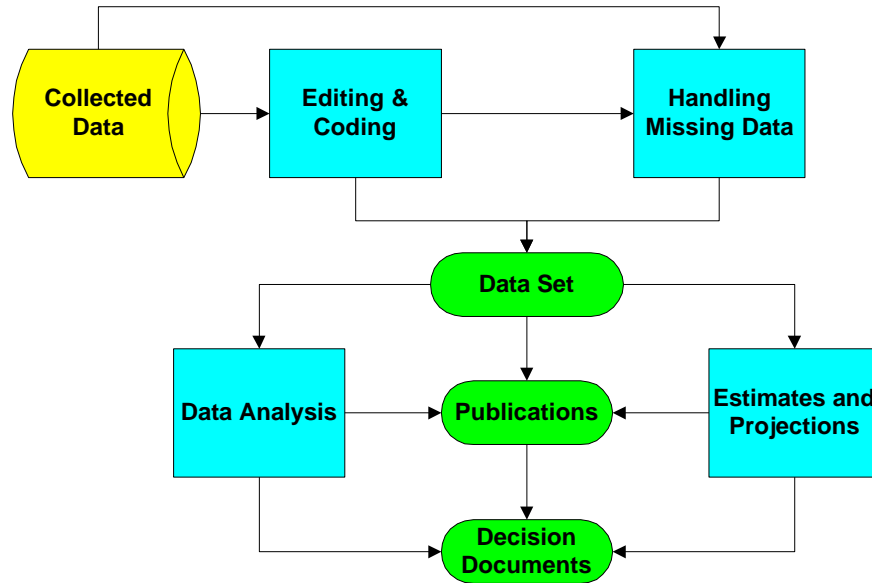 Collected
Data
Editing &
Coding
Handling
Missing Data
Data Set
Data Analysis
Publications
Estimates and
Projections
Decision
Documents